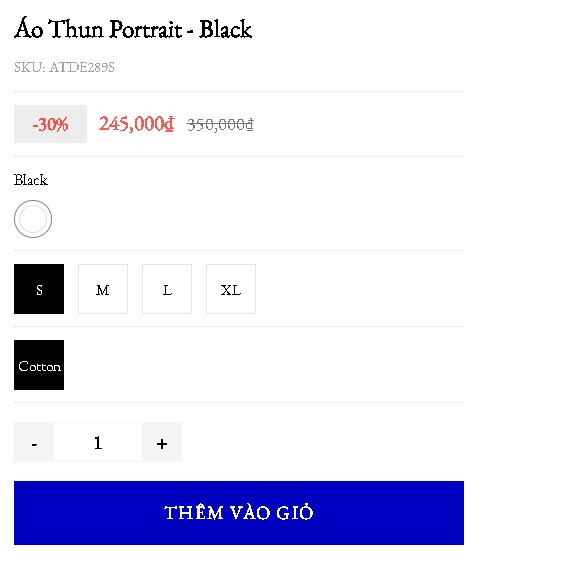 Áo Thun Portrait - Black
SKU: ATDE289S
-30% 245,000₫ 350,000₫
Black
S M L XL
Cotton
- 1 +
THÊM VÀO GIỎ